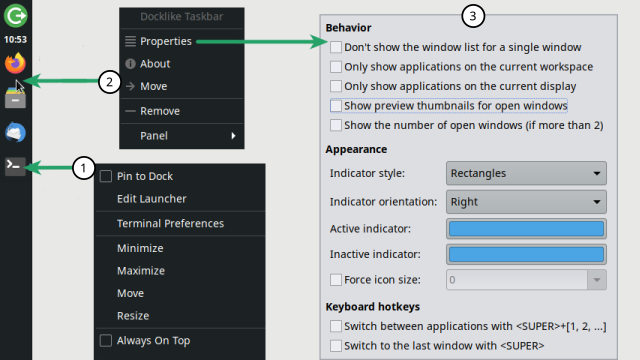 10:53
2
Docklike Taskbar
Properties
About
Move
Remove
Panel
1
Pin to Dock
Edit Launcher
Terminal Preferences
Minimize
Maximize
Move
Resize
Always On Top
3
Behavior
Don't show the window list for a single window
Only show applications on the current workspace
Only show applications on the current display
Show preview thumbnails for open windows
Show the number of open windows (if more than 2)
Appearance
Indicator style: Rectangles
Indicator orientation: Right
Active indicator:
Inactive indicator:
Force icon size: 0
Keyboard hotkeys
Switch between applications with <SUPER>+[1, 2, ...]
Switch to the last window with <SUPER>